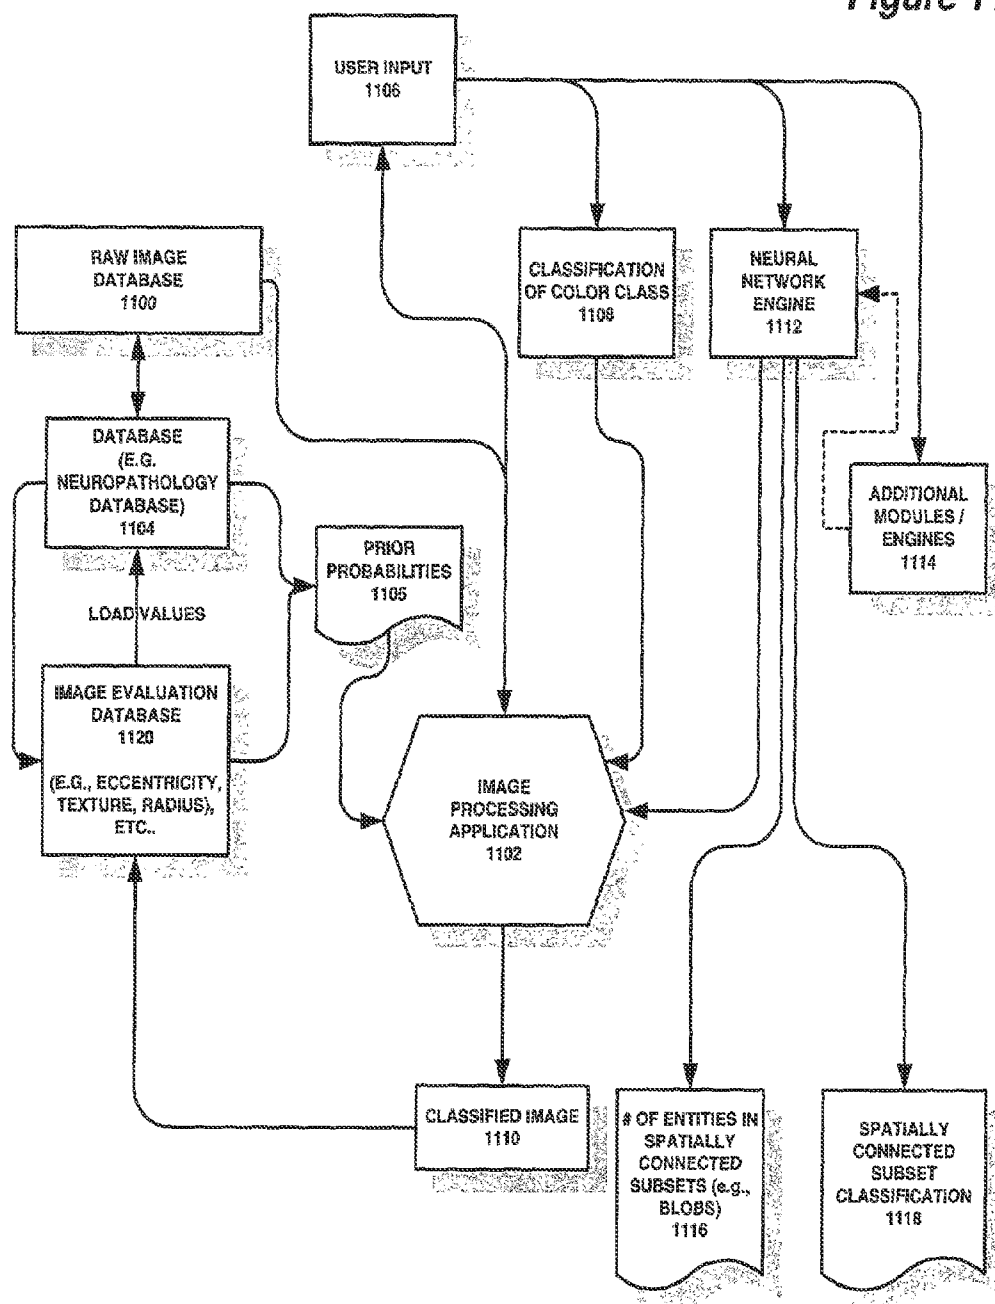 Figure 11
USER INPUT
1106
RAW IMAGE
DATABASE
1100
CLASSIFICATION
OF COLOR CLASS
1108
NEURAL
NETWORK
ENGINE
1112
DATABASE
(E.G.
NEUROPATHOLOGY
DATABASE)
1104
ADDITIONAL
MODULES /
ENGINES
1114
PRIOR
PROBABILITIES
1105
LOAD VALUES
IMAGE EVALUATION
DATABASE
1120
(E.G., ECCENTRICITY,
TEXTURE, RADIUS),
ETC..
IMAGE
PROCESSING
APPLICATION
1102
CLASSIFIED IMAGE
1110
# OF ENTITIES IN
SPATIALLY
CONNECTED
SUBSETS (e.g.,
BLOBS)
1116
SPATIALLY
CONNECTED
SUBSET
CLASSIFICATION
1118